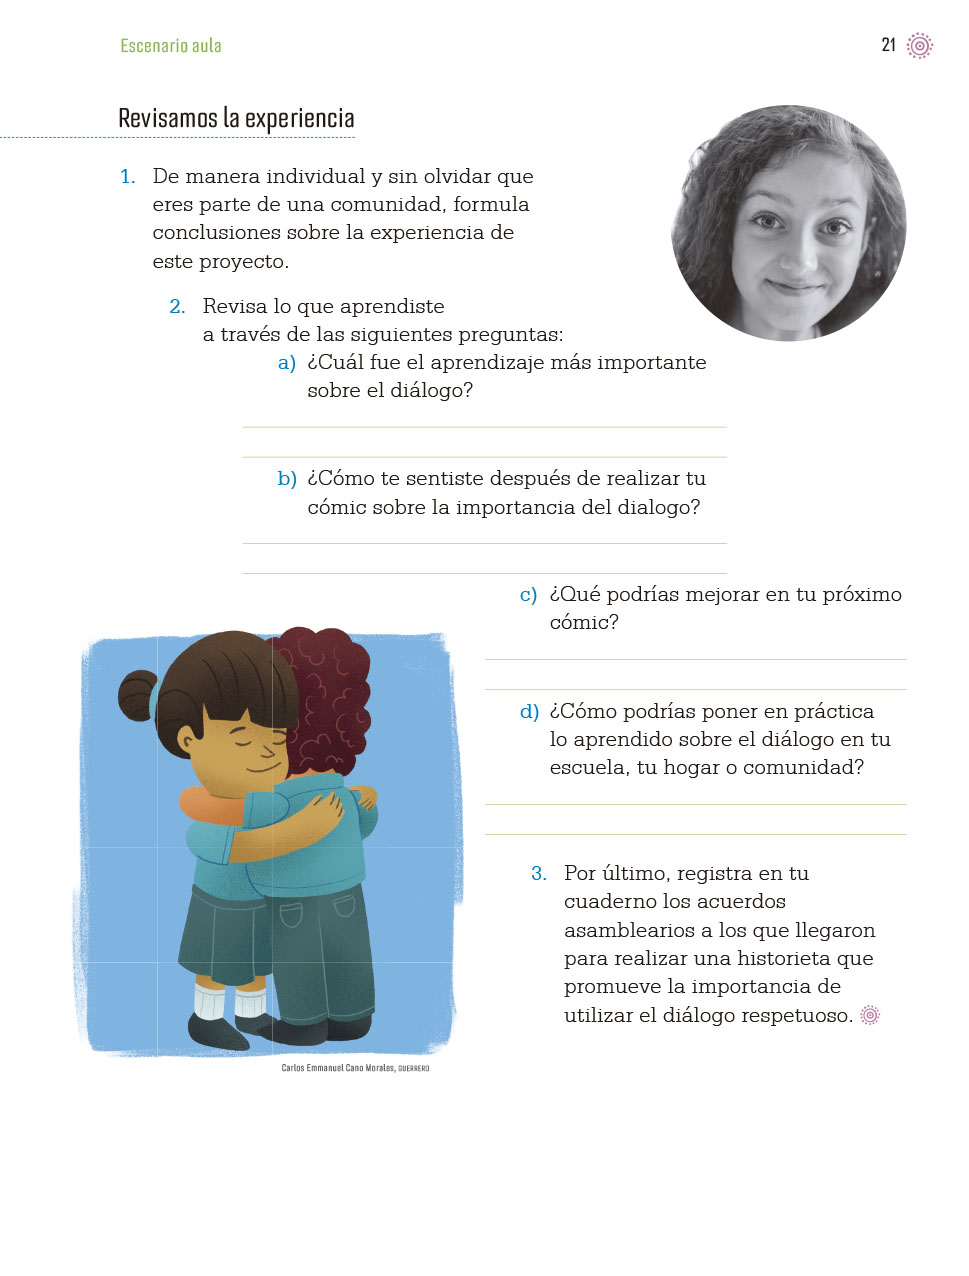 Escenario aula
21
Revisamos la experiencia
1. De manera individual y sin olvidar que
eres parte de una comunidad, formula
conclusiones sobre la experiencia de
este proyecto.
2. Revisa lo que aprendiste
a través de las siguientes preguntas:
a) ¿Cuál fue el aprendizaje más importante
sobre el diálogo?
b) ¿Cómo te sentiste después de realizar tu
cómic sobre la importancia del dialogo?
c) ¿Qué podrías mejorar en tu próximo
cómic?
d) ¿Cómo podrías poner en práctica
lo aprendido sobre el diálogo en tu
escuela, tu hogar o comunidad?
3. Por último, registra en tu
cuaderno los acuerdos
asamblearios a los que llegaron
para realizar una historieta que
promueve la importancia de
utilizar el diálogo respetuoso.
Carlos Emmanuel Cano Morales, GUERRERO